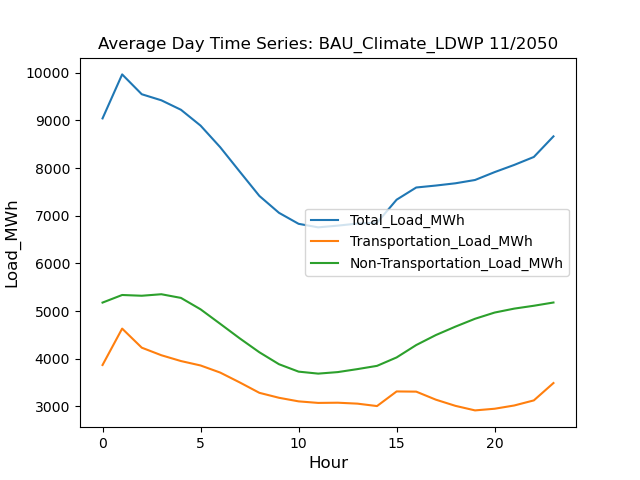 Average Day Time Series: BAU_Climate_LDWP 11/2050
10000
9000
8000
7000
6000
5000
4000
3000
Load_MWh
Total_Load_MWh
Transportation_Load_MWh
Non-Transportation_Load_MWh
0 5 10 15 20
Hour